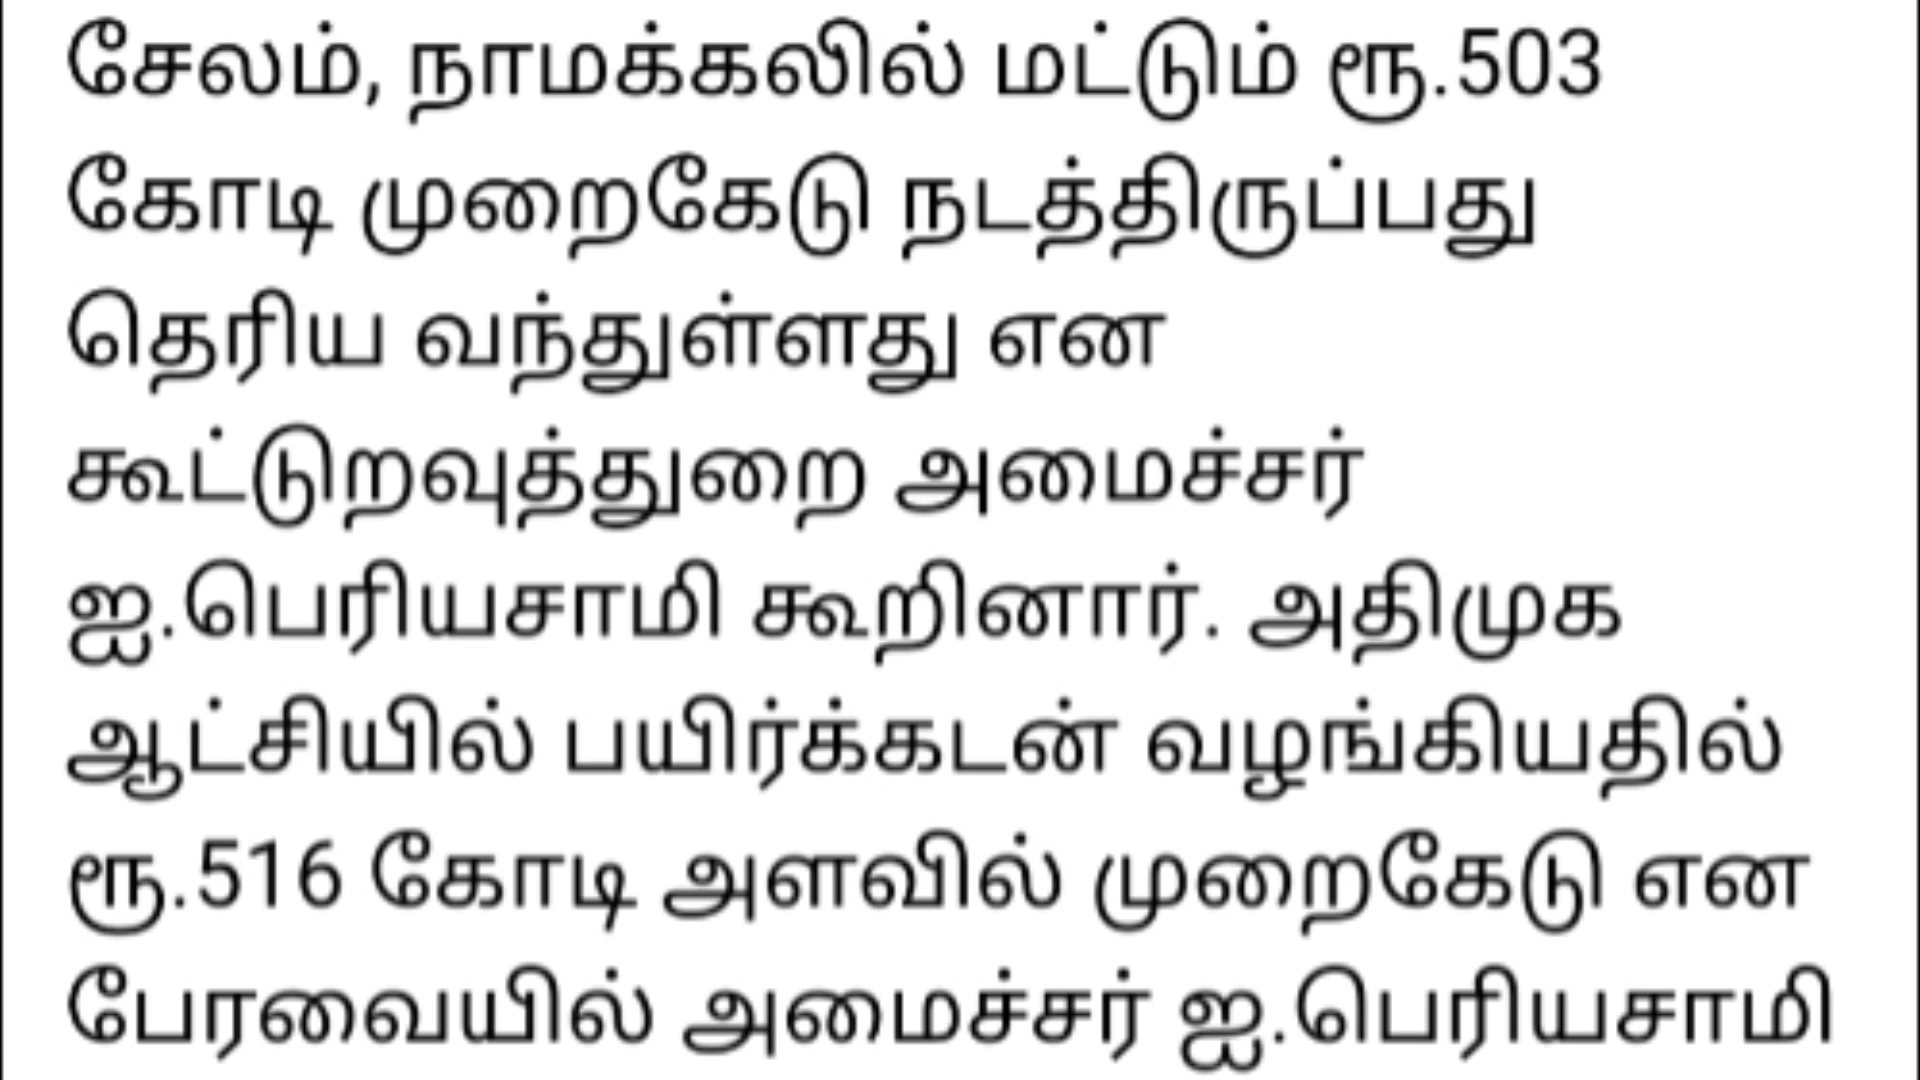 சேலம், நாமக்கலில் மட்டும் ரூ.503
கோடி முறைகேடு நடத்திருப்பது
தெரிய வந்துள்ளது என
கூட்டுறவுத்துறை அமைச்சர்
ஐ.பெரியசாமி கூறினார். அதிமுக
ஆட்சியில் பயிர்க்கடன் வழங்கியதில்
ரூ.516 கோடி அளவில் முறைகேடு என
பேரவையில் அமைச்சர் ஐ.பெரியசாமி